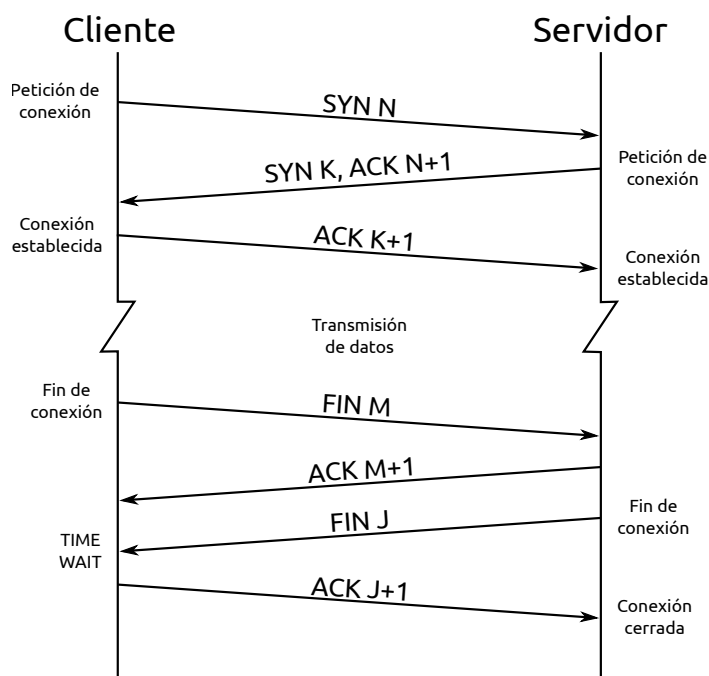 Cliente
Servidor
Petición de
conexión
SYN N
SYN K, ACK N+1
Petición de
conexión
Conexión
establecida
ACK K+1
Conexión
establecida
Transmisión
de datos
Fin de
conexión
FIN M
ACK M+1
FIN J
Fin de
conexión
TIME
WAIT
ACK J+1
Conexión
cerrada